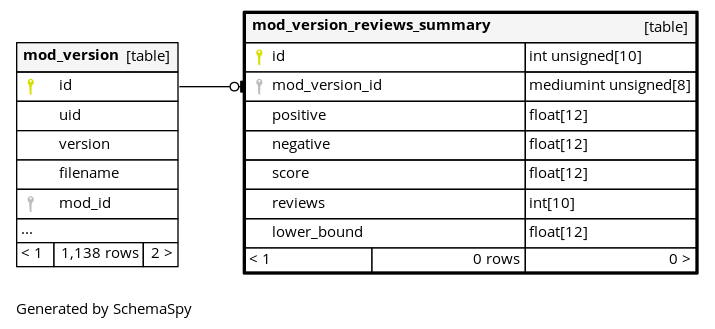 mod_version [table]
id
uid
version
filename
mod_id
...
< 1 1,138 rows 2 >
mod_version_reviews_summary [table]
id int unsigned[10]
mod_version_id mediumint unsigned[8]
positive float[12]
negative float[12]
score float[12]
reviews int[10]
lower_bound float[12]
< 1 0 rows 0 >
Generated by SchemaSpy